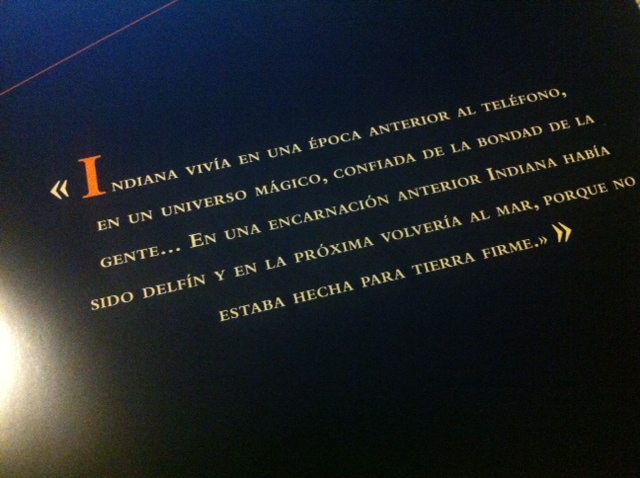 «Indiana vivía en una época anterior al teléfono,
en un universo mágico, confiada de la bondad de la
gente... En una encarnación anterior Indiana había
sido delfín y en la próxima volvería al mar, porque no
estaba hecha para tierra firme.»»